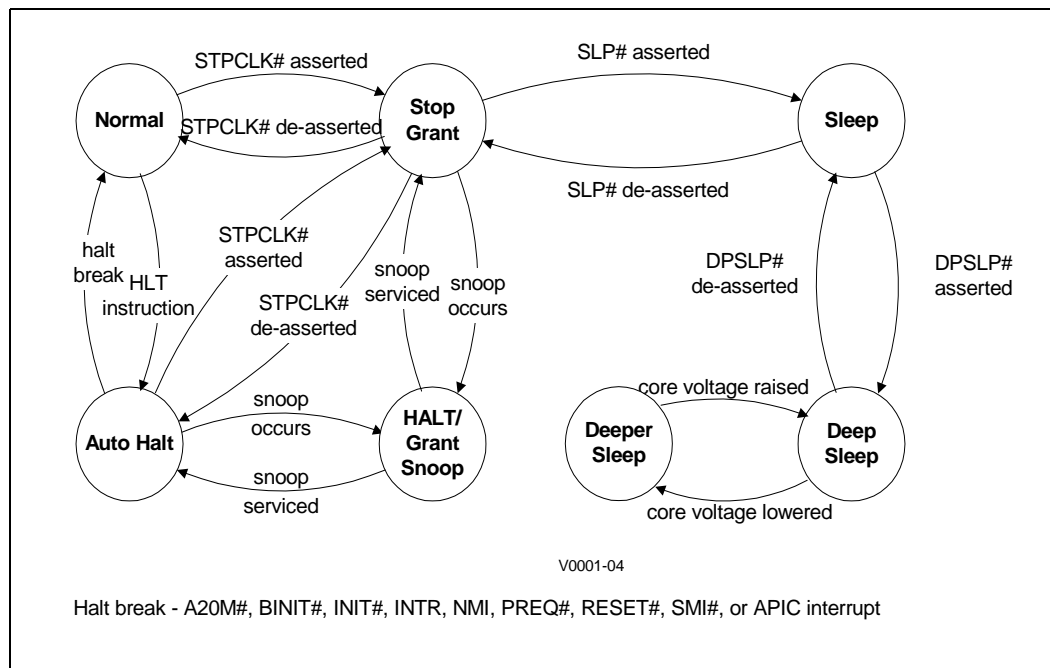 STPCLK# asserted
SLP# asserted
Normal
Stop
Grant
Sleep
STPCLK# de-asserted
SLP# de-asserted
halt
break
HLT
instruction
STPCLK#
asserted
STPCLK#
de-asserted
snoop
serviced
snoop
occurs
DPSLP#
de-asserted
DPSLP#
asserted
core voltage raised
Auto Halt
snoop
occurs
HALT/
Grant
Snoop
Deeper
Sleep
Deep
Sleep
snoop
serviced
core voltage lowered
V0001-04
Halt break - A20M#, BINIT#, INIT#, INTR, NMI, PREQ#, RESET#, SMI#, or APIC interrupt